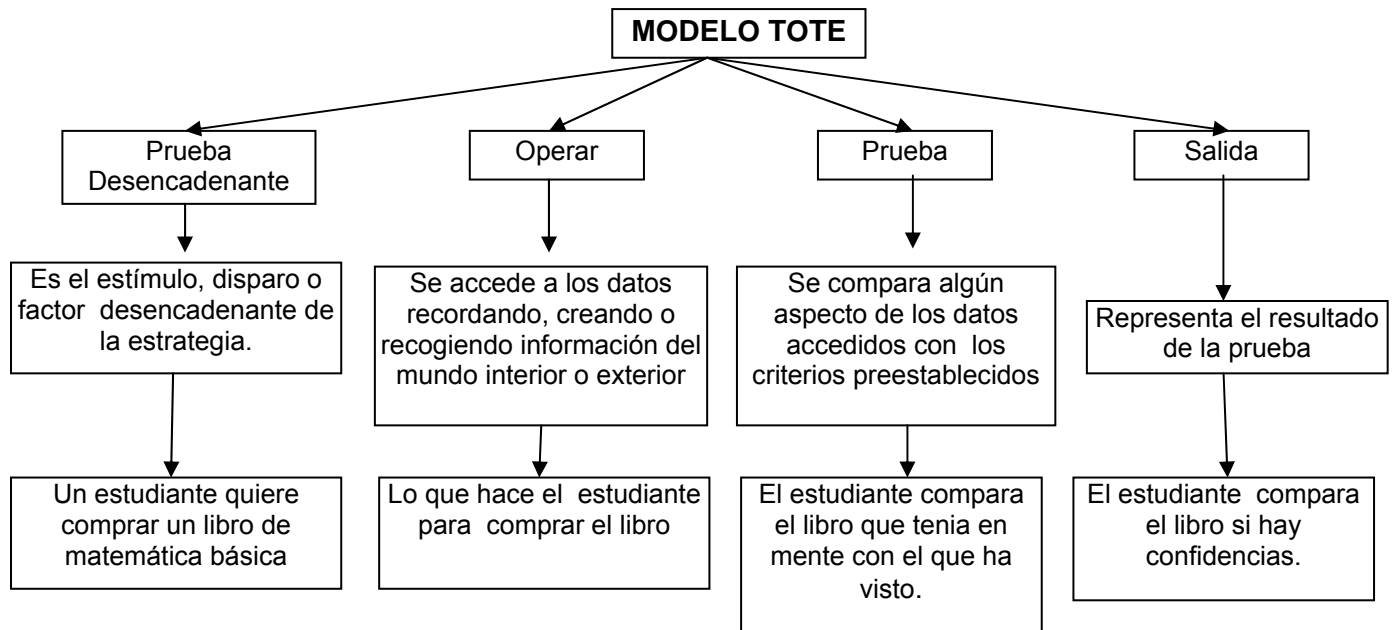 MODELO TOTE
Prueba
Desencadenante
Operar
Prueba
Salida
Es el estímulo, disparo o
factor desencadenante de
la estrategia.
Se accede a los datos
recordando, creando o
recogiendo información del
mundo interior o exterior
Se compara algún
aspecto de los datos
accedidos con los
criterios preestablecidos
Representa el resultado
de la prueba
Un estudiante quiere
comprar un libro de
matemática básica
Lo que hace el estudiante
para comprar el libro
El estudiante compara
el libro que tenia en
mente con el que ha
visto.
El estudiante compara
el libro si hay
confidencias.